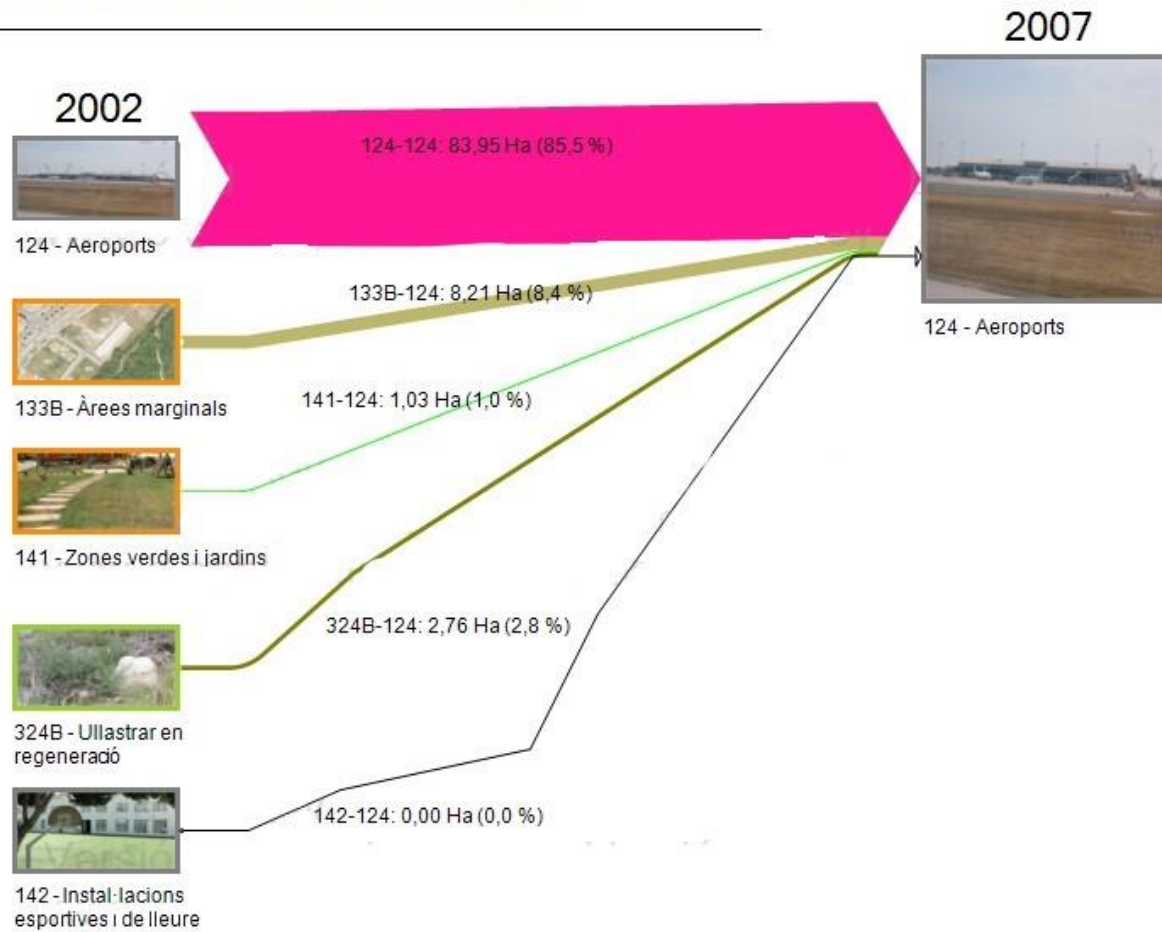 2007
2002
124-124: 83,95 Ha (85,5 %)
124 - Aeroports
133B-124: 8,21 Ha (8,4 %)
124 - Aeroports
133B - Àrees marginals
141-124: 1,03 Ha (1,0 %)
141 - Zones verdes i jardins
324B-124: 2,76 Ha (2,8 %)
324B - Ullastrar en
regeneració
142-124: 0,00 Ha (0,0 %)
142 - Instal·lacions
esportives i de lleure